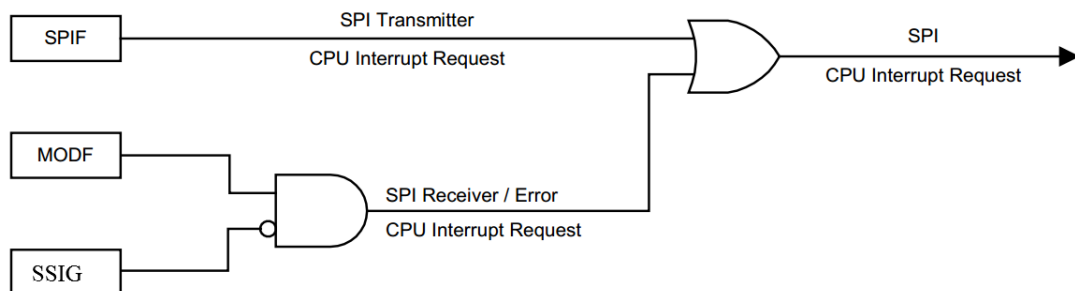 SPIF
SPI Transmitter
CPU Interrupt Request
SPI
CPU Interrupt Request
MODF
SPI Receiver / Error
CPU Interrupt Request
SSIG